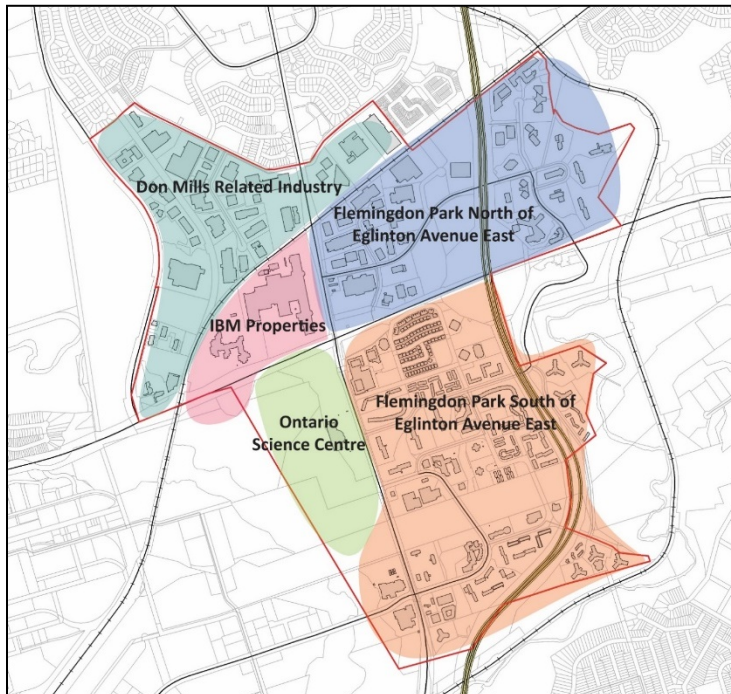 Don Mills Related Industry
Flemingdon Park North of
Eglinton Avenue East
IBM Properties
Ontario
Science Centre
Flemingdon Park South of
Eglinton Avenue East